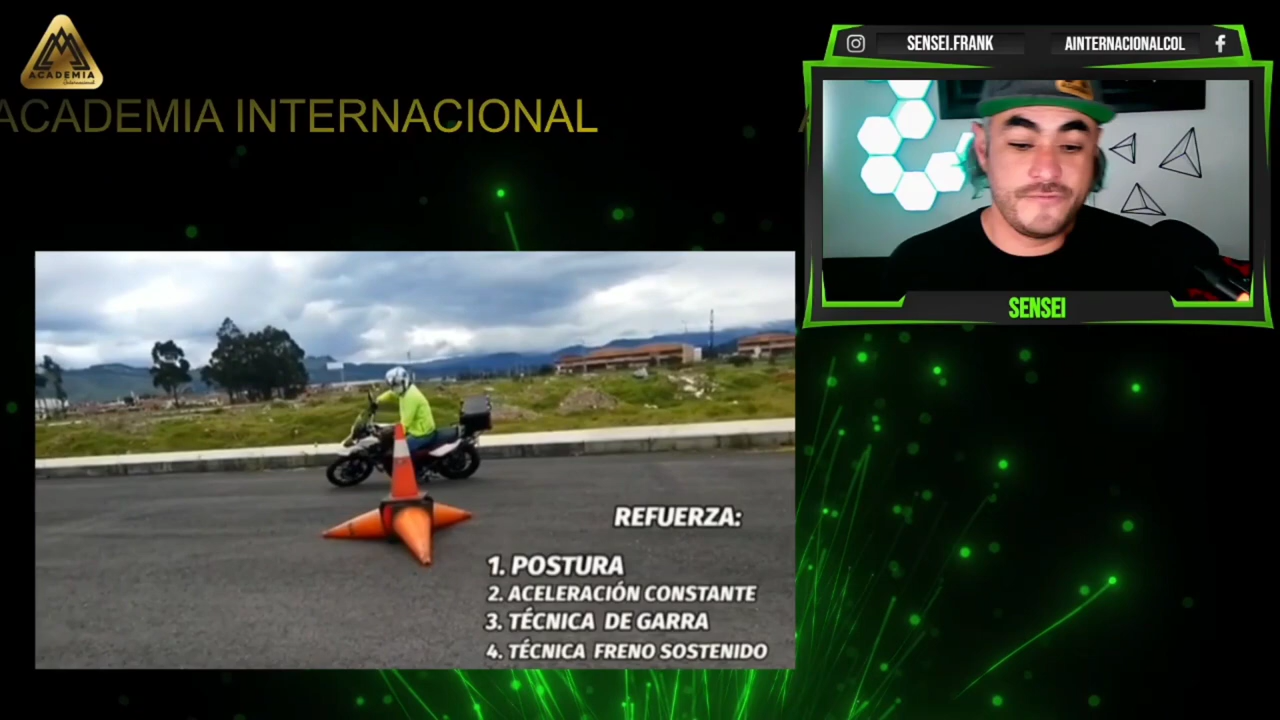 ACADEMIA
Internacional
ACADEMIA INTERNACIONAL
SENSEI.FRANK
AINTERNACIONALCOL
SENSEI
REFUERZA:
1. POSTURA
2. ACELERACIÓN CONSTANTE
3. TÉCNICA DE GARRA
4. TÉCNICA FRENO SOSTENIDO